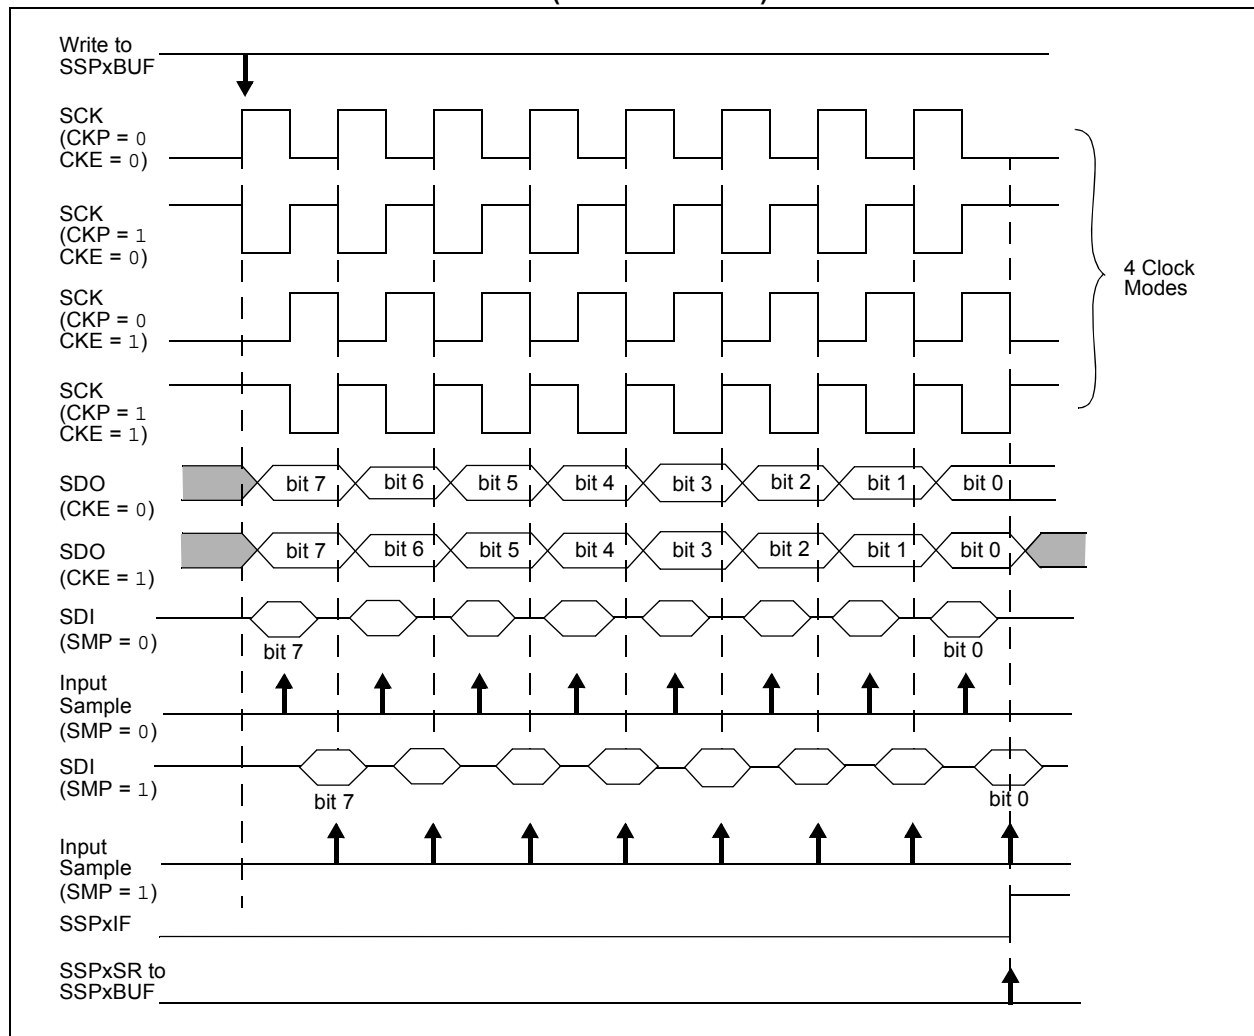 Write to
SSPxBUF
SCK
(CKP = 0
CKE = 0)
SCK
(CKP = 1
CKE = 0)
4 Clock
Modes
SCK
(CKP = 0
CKE = 1)
SCK
(CKP = 1
CKE = 1)
SDO
(CKE = 0)
bit 7 bit 6 bit 5 bit 4 bit 3 bit 2 bit 1 bit 0
SDO
(CKE = 1)
bit 7 bit 6 bit 5 bit 4 bit 3 bit 2 bit 1 bit 0
SDI
(SMP = 0)
bit 7 bit 0
Input
Sample
(SMP = 0)
SDI
(SMP = 1)
bit 7 bit 0
Input
Sample
(SMP = 1)
SSPxIF
SSPxSR to
SSPxBUF